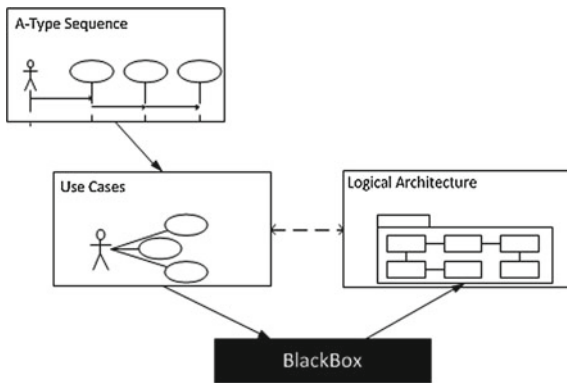 A-Type Sequence
Use Cases
Logical Architecture
BlackBox